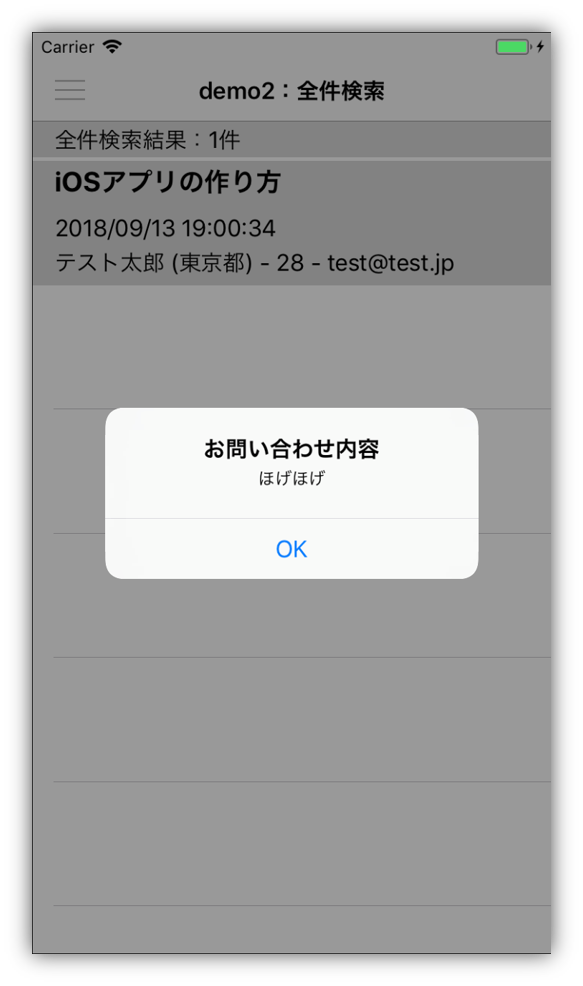 Carrier
demo2：全件検索
全件検索結果：1件
iOSアプリの作り方
2018/09/13 19:00:34
テスト太郎 (東京都) - 28 - test@test.jp
お問い合わせ内容
ほげほげ
OK